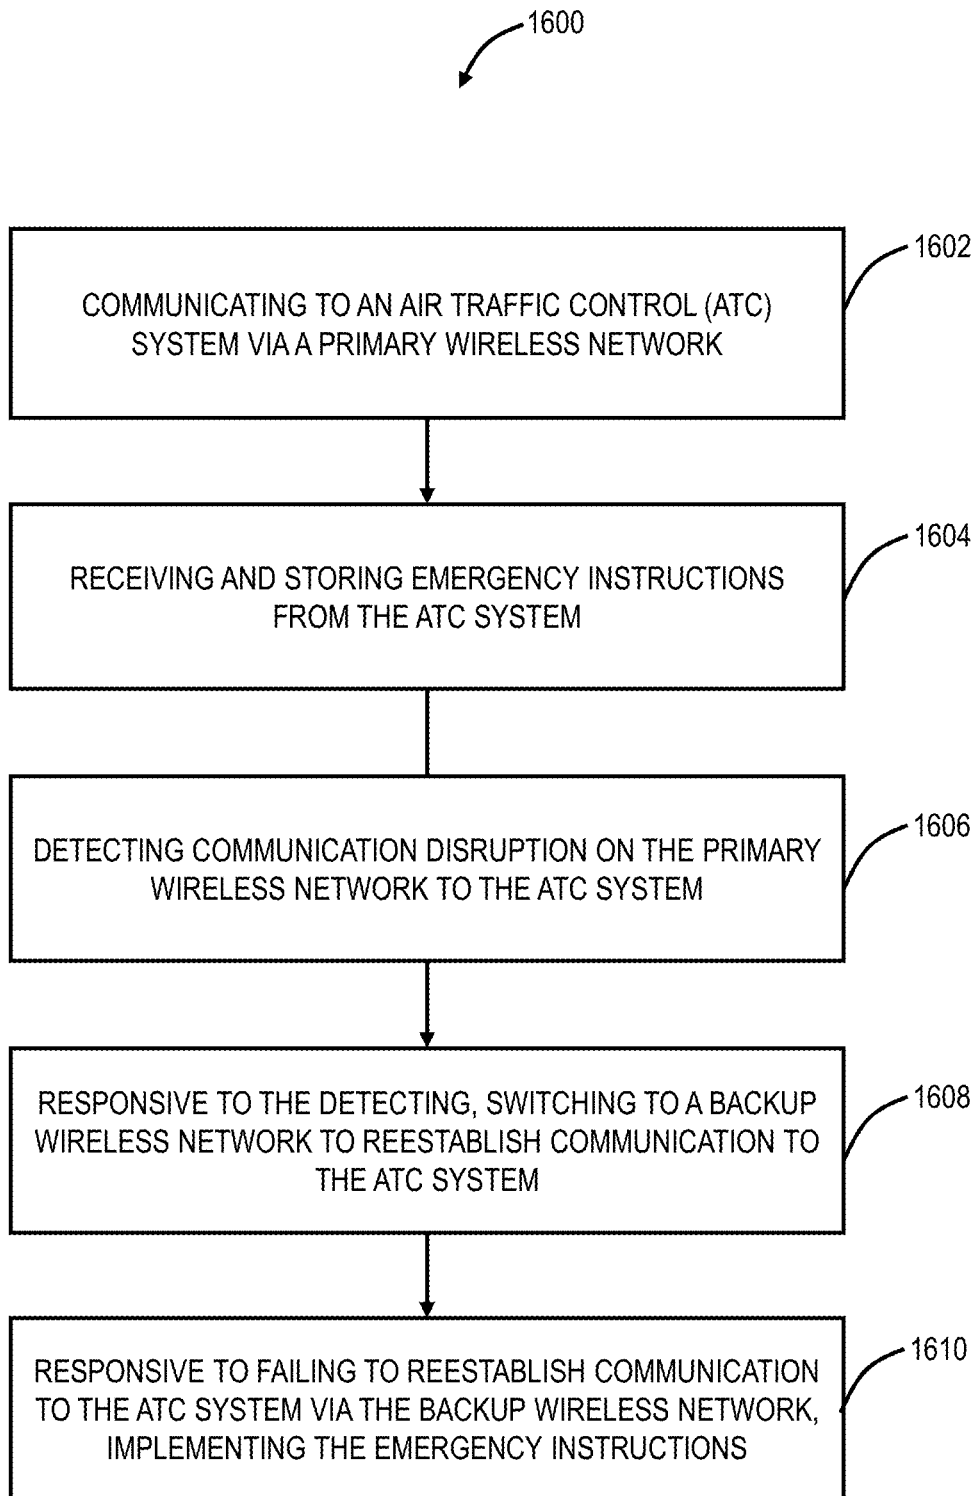 1600
1602
COMMUNICATING TO AN AIR TRAFFIC CONTROL (ATC)
SYSTEM VIA A PRIMARY WIRELESS NETWORK
1604
RECEIVING AND STORING EMERGENCY INSTRUCTIONS
FROM THE ATC SYSTEM
1606
DETECTING COMMUNICATION DISRUPTION ON THE PRIMARY
WIRELESS NETWORK TO THE ATC SYSTEM
1608
RESPONSIVE TO THE DETECTING, SWITCHING TO A BACKUP
WIRELESS NETWORK TO REESTABLISH COMMUNICATION TO
THE ATC SYSTEM
1610
RESPONSIVE TO FAILING TO REESTABLISH COMMUNICATION
TO THE ATC SYSTEM VIA THE BACKUP WIRELESS NETWORK,
IMPLEMENTING THE EMERGENCY INSTRUCTIONS